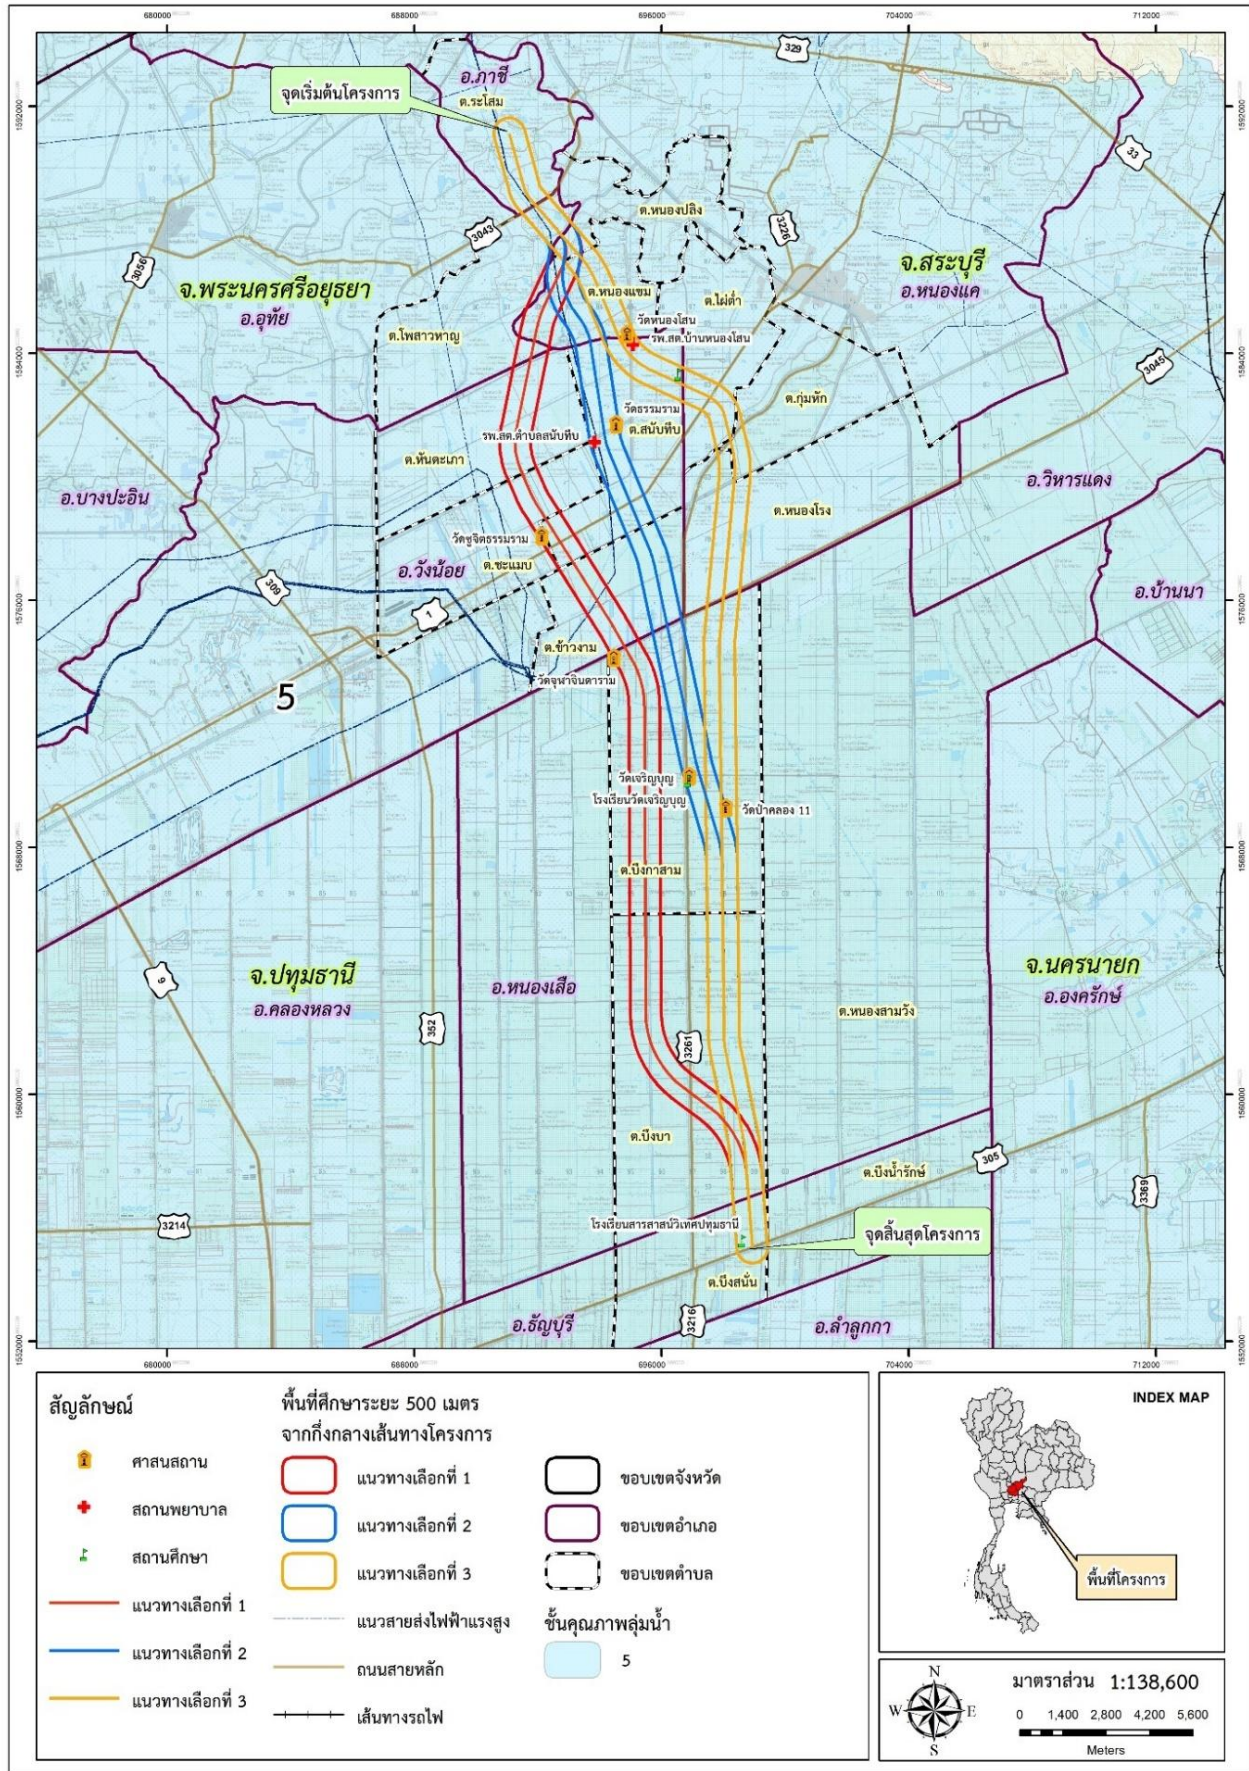 680000
688000
696000
704000
712000
1592000
1592000
329
อ.ภาชี
จุดเริ่มต้นโครงการ
ต.ระโสม
33
ต.หนองปลิง
3226
3043
3056
จ.พระนครศรีอยุธยา
อ.อุทัย
จ.สระบุรี
อ.หนองแค
ต.หนองแขม
ต.ไผ่ต่ำ
ต.โพสาวหาญ
วัดหนองโสน
รพ.สต.บ้านหนองโสน
1584000
1584000
3045
ต.กุ่มหัก
วัดธรรมราม
ต.สนับทึบ
รพ.สต.ตำบลสนับทึบ
ต.หันตะเภา
อ.บางปะอิน
อ.วิหารแดง
ต.หนองโรง
วัดชูจิตธรรมราม
ต.ชะแมบ
อ.วังน้อย
309
1
1576000
1576000
อ.บ้านนา
ต.ข้าวงาม
วัดจุฬาจินดาราม
5
วัดเจริญบุญ
โรงเรียนวัดเจริญบุญ
วัดป่าคลอง 11
1568000
1568000
ต.บึงกาสาม
จ.ปทุมธานี
อ.คลองหลวง
9
อ.หนองเสือ
จ.นครนายก
อ.องครักษ์
ต.หนองสามวัง
352
3261
1560000
1560000
ต.บึงบา
305
ต.บึงน้ำรักษ์
3369
3214
โรงเรียนสารสาสน์วิเทศปทุมธานี
จุดสิ้นสุดโครงการ
ต.บึงสนั่น
อ.ธัญบุรี
3216
อ.ลำลูกกา
1552000
1552000
680000
688000
696000
704000
712000
สัญลักษณ์
ศาสนสถาน
สถานพยาบาล
สถานศึกษา
แนวทางเลือกที่ 1
แนวทางเลือกที่ 2
แนวทางเลือกที่ 3
พื้นที่ศึกษาระยะ 500 เมตร
จากกึ่งกลางเส้นทางโครงการ
แนวทางเลือกที่ 1
แนวทางเลือกที่ 2
แนวทางเลือกที่ 3
แนวสายส่งไฟฟ้าแรงสูง
ถนนสายหลัก
เส้นทางรถไฟ
ขอบเขตจังหวัด
ขอบเขตอำเภอ
ขอบเขตตำบล
ชั้นคุณภาพลุ่มน้ำ
5
INDEX MAP
พื้นที่โครงการ
N
W
E
S
มาตราส่วน 1:138,600
0 1,400 2,800 4,200 5,600
Meters